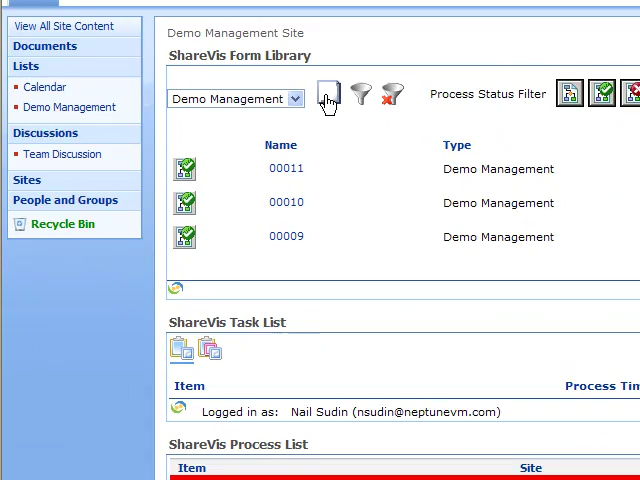 View All Site Content
Documents
Lists
Calendar
Demo Management
Discussions
Team Discussion
Sites
People and Groups
Recycle Bin
Demo Management Site
ShareVis Form Library
Demo Management
Process Status Filter
Name Type
00011 Demo Management
00010 Demo Management
00009 Demo Management
ShareVis Task List
Item Process Tim
Logged in as: Nail Sudin (nsudin@neptunevm.com)
ShareVis Process List
Item Site